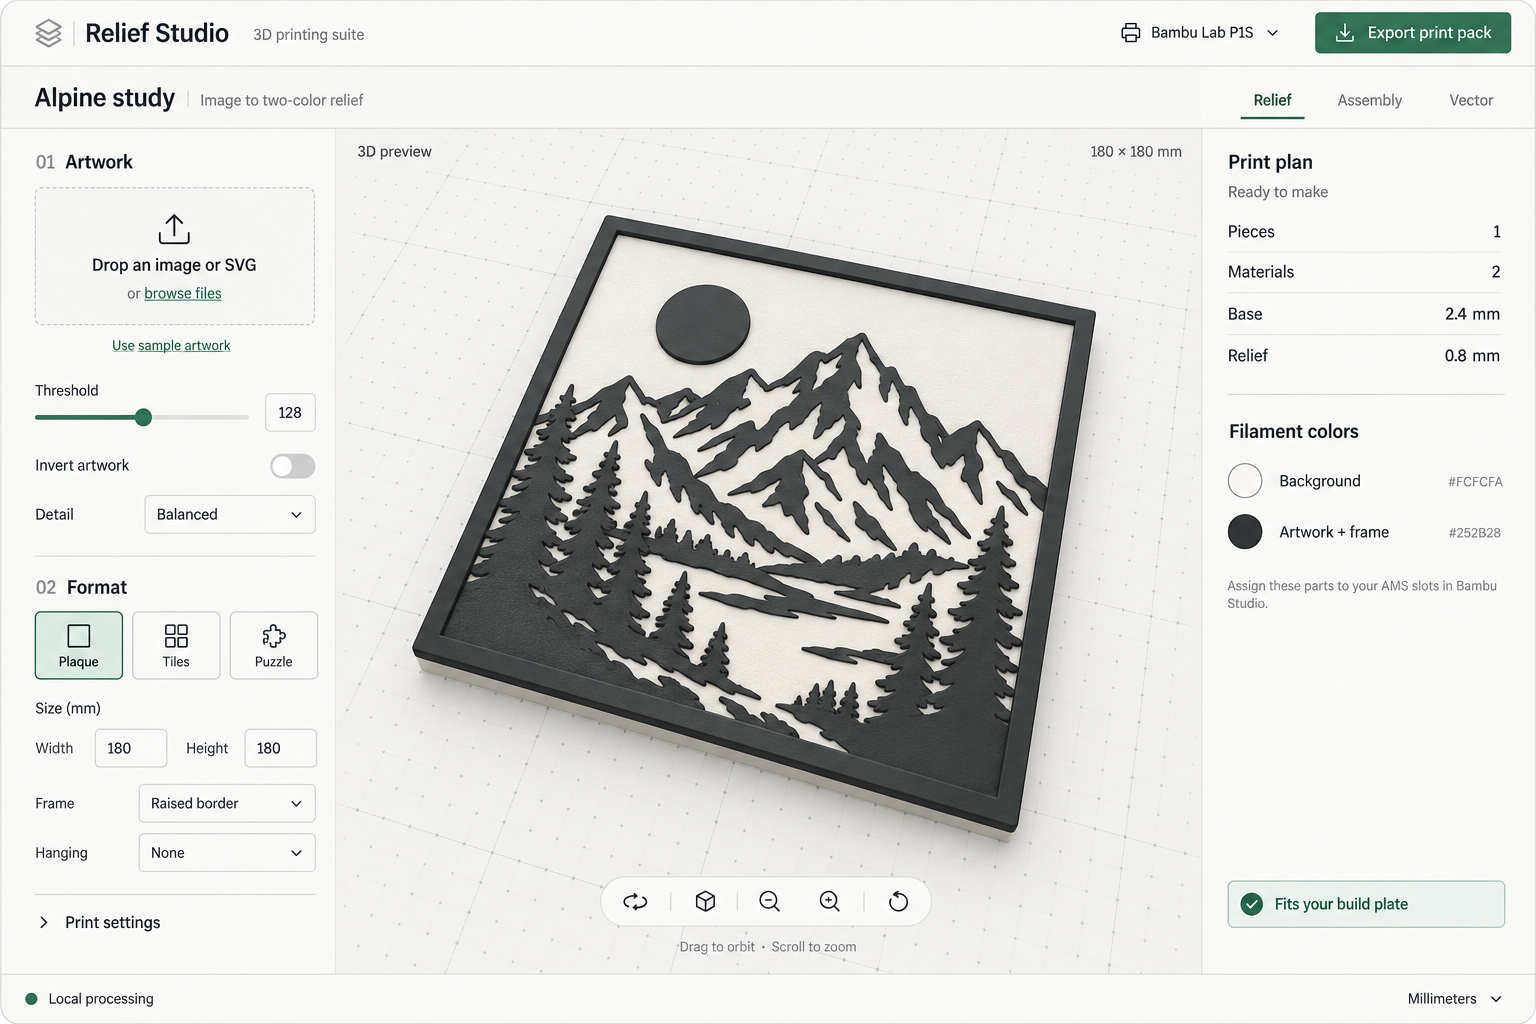 Relief Studio
3D printing suite
Bambu Lab P1S
Export print pack
Alpine study
Image to two-color relief
Relief
Assembly
Vector
01 Artwork
Drop an image or SVG
or browse files
Use sample artwork
Threshold
128
Invert artwork
Detail
Balanced
02 Format
Plaque
Tiles
Puzzle
Size (mm)
Width
180
Height
180
Frame
Raised border
Hanging
None
Print settings
3D preview
180 × 180 mm
Drag to orbit • Scroll to zoom
Print plan
Ready to make
Pieces
1
Materials
2
Base
2.4 mm
Relief
0.8 mm
Filament colors
Background
#FCFCFA
Artwork + frame
#252B28
Assign these parts to your AMS slots in Bambu
Studio.
Fits your build plate
Local processing
Millimeters